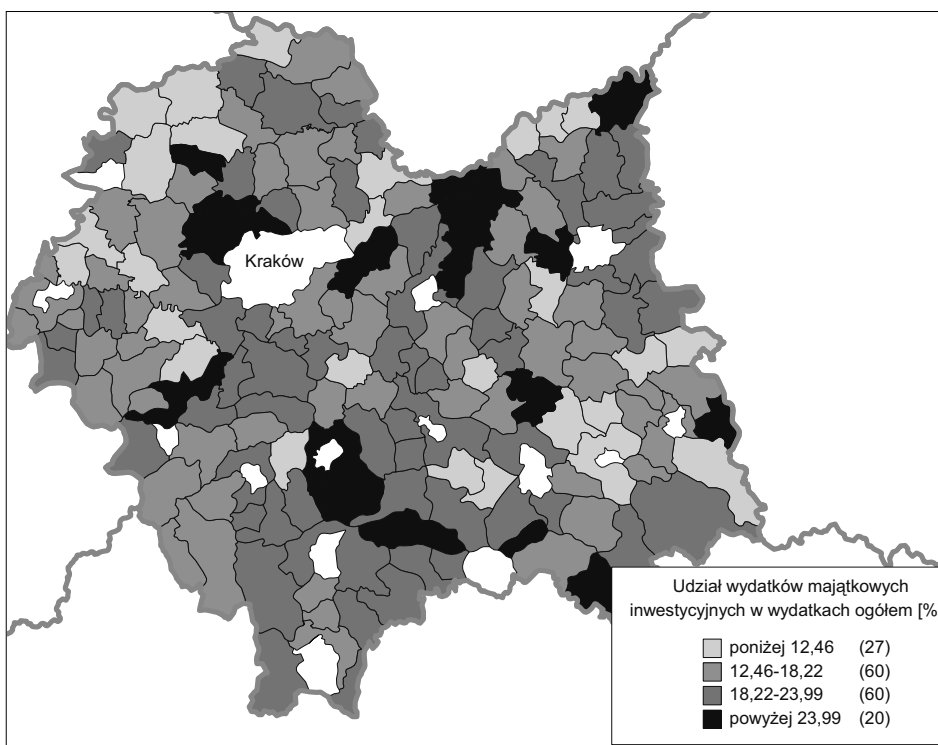 Kraków
Udział wydatków majątkowych
inwestycyjnych w wydatkach ogółem [%
poniżej 12,46 (27)
12,46-18,22 (60)
18,22-23,99 (60)
powyżej 23,99 (20)